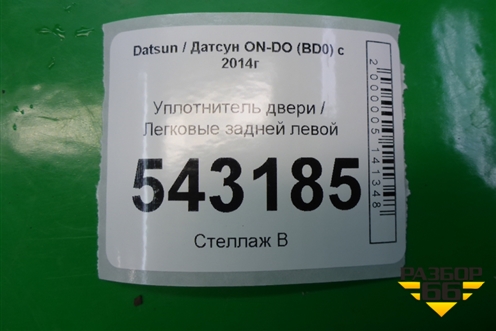 Datsun / Датсун ON-DO (BD0) с
2014г
Уплотнитель двери /
Легковые задней левой
543185
Стеллаж В
2000005141348
РАЗБОР
66